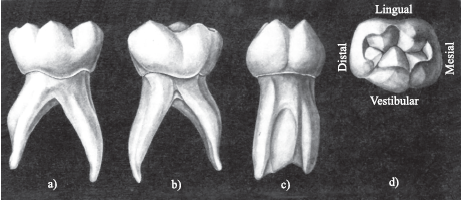 Lingual
Distal
Mesial
Vestibular
a)
b)
c)
d)